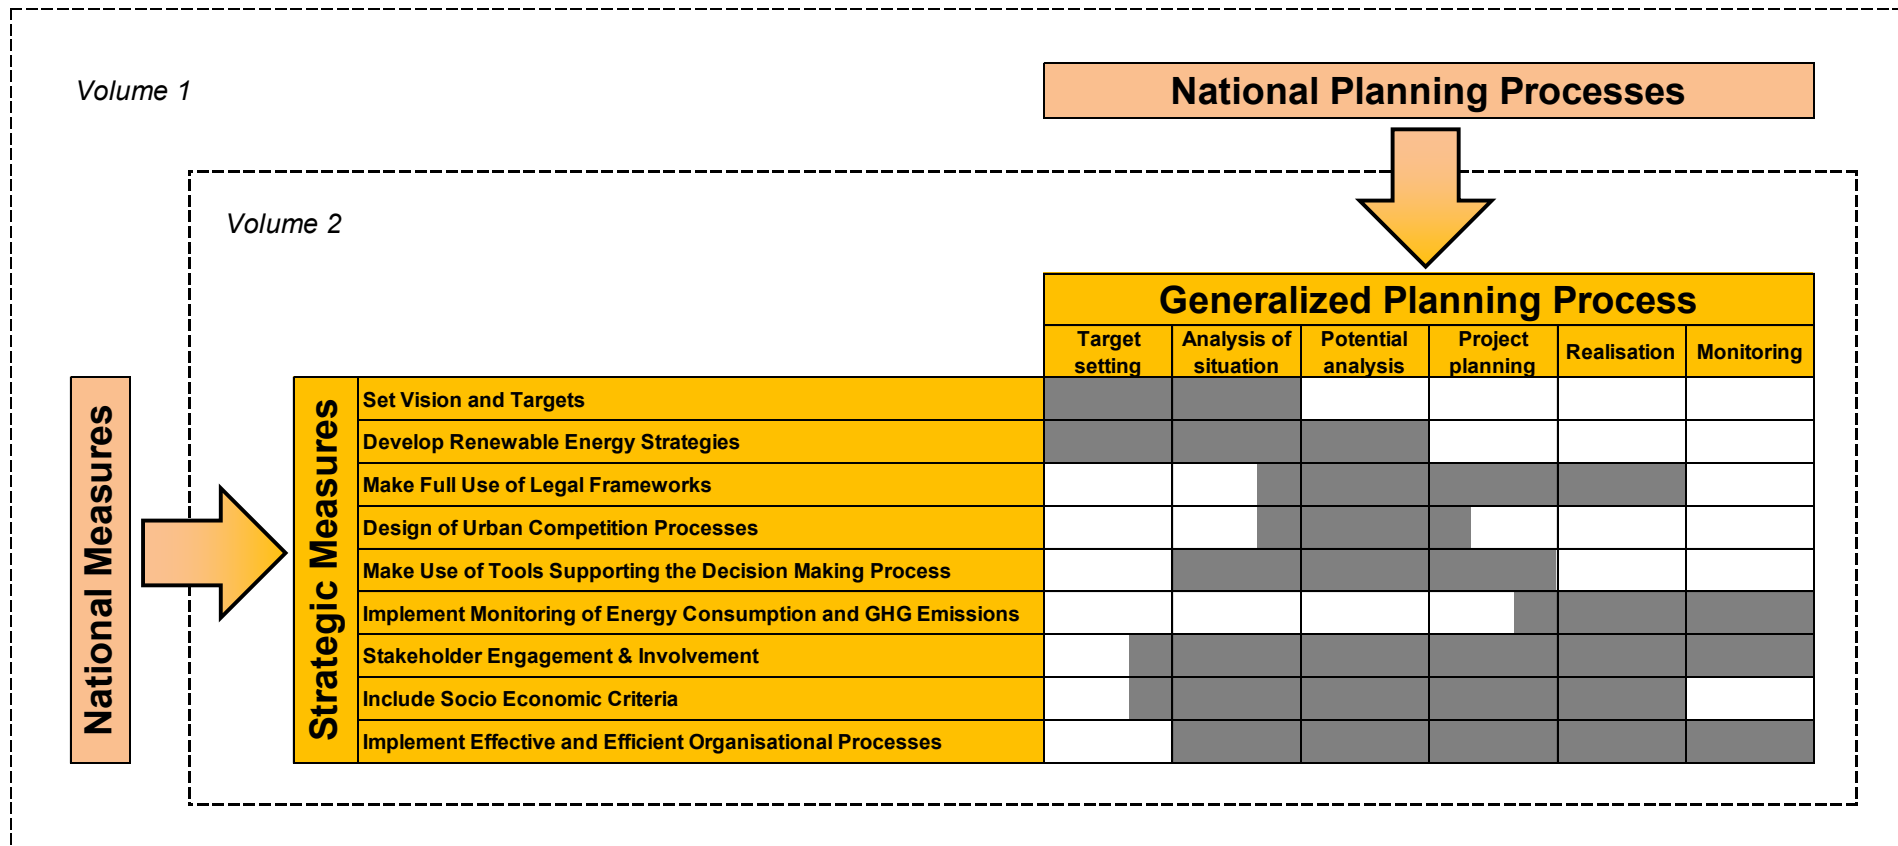 Volume 1
National Planning Processes
Volume 2
Generalized Planning Process
Target
setting
Analysis of
situation
Potential
analysis
Project
planning
Realisation
Monitoring
National Measures
Strategic Measures
Set Vision and Targets
Develop Renewable Energy Strategies
Make Full Use of Legal Frameworks
Design of Urban Competition Processes
Make Use of Tools Supporting the Decision Making Process
Implement Monitoring of Energy Consumption and GHG Emissions
Stakeholder Engagement & Involvement
Include Socio Economic Criteria
Implement Effective and Efficient Organisational Processes